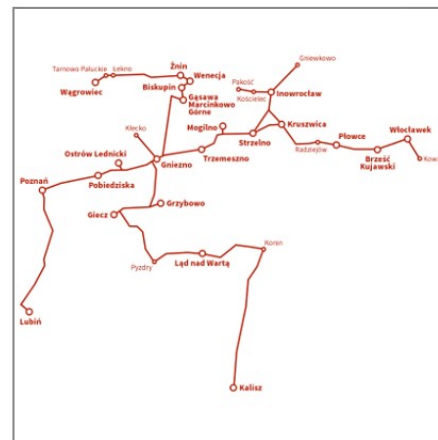 Gniewkowo
Żnin
Tarnowo Pałuckie
Łekno
Wenecja
Wągrowiec
Biskupin
Pakość
Kościelec
Inowrocław
Gąsawa
Marcinkowo
Górne
Kłecko
Mogilno
Kruszwica
Włocławek
Płowce
Strzelno
Radziejów
Ostrów Lednicki
Gniezno
Trzemeszno
Brześć
Kujawski
Poznań
Pobiedziska
Grzybowo
Giecz
Konin
Pyzdry
Ląd nad Wartą
Lubiń
Kalisz